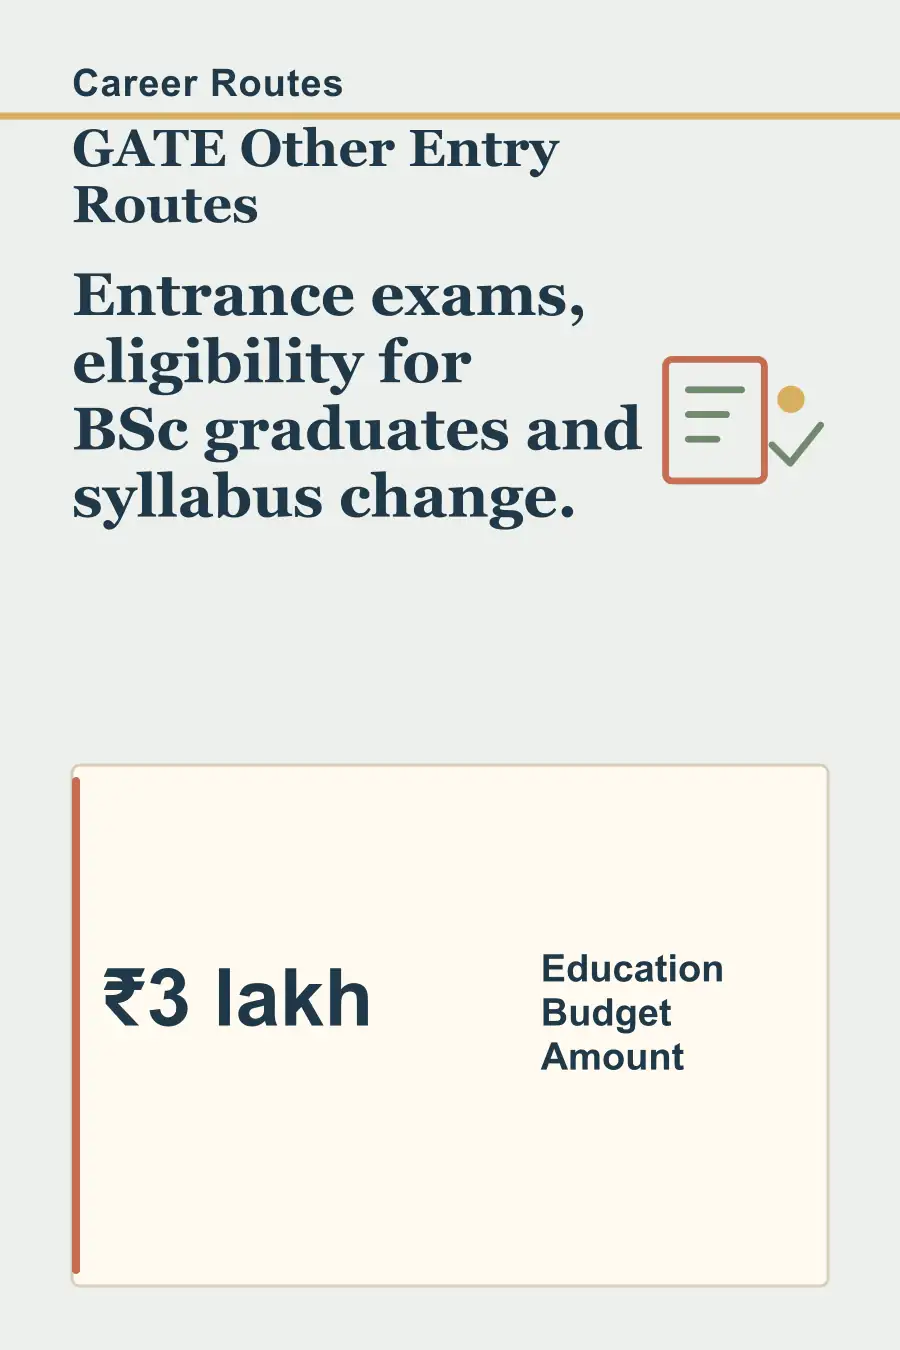 Career Routes
GATE Other Entry
Routes
Entrance exams,
eligibility for
BSc graduates and
syllabus change.
₹3 lakh
Education
Budget
Amount